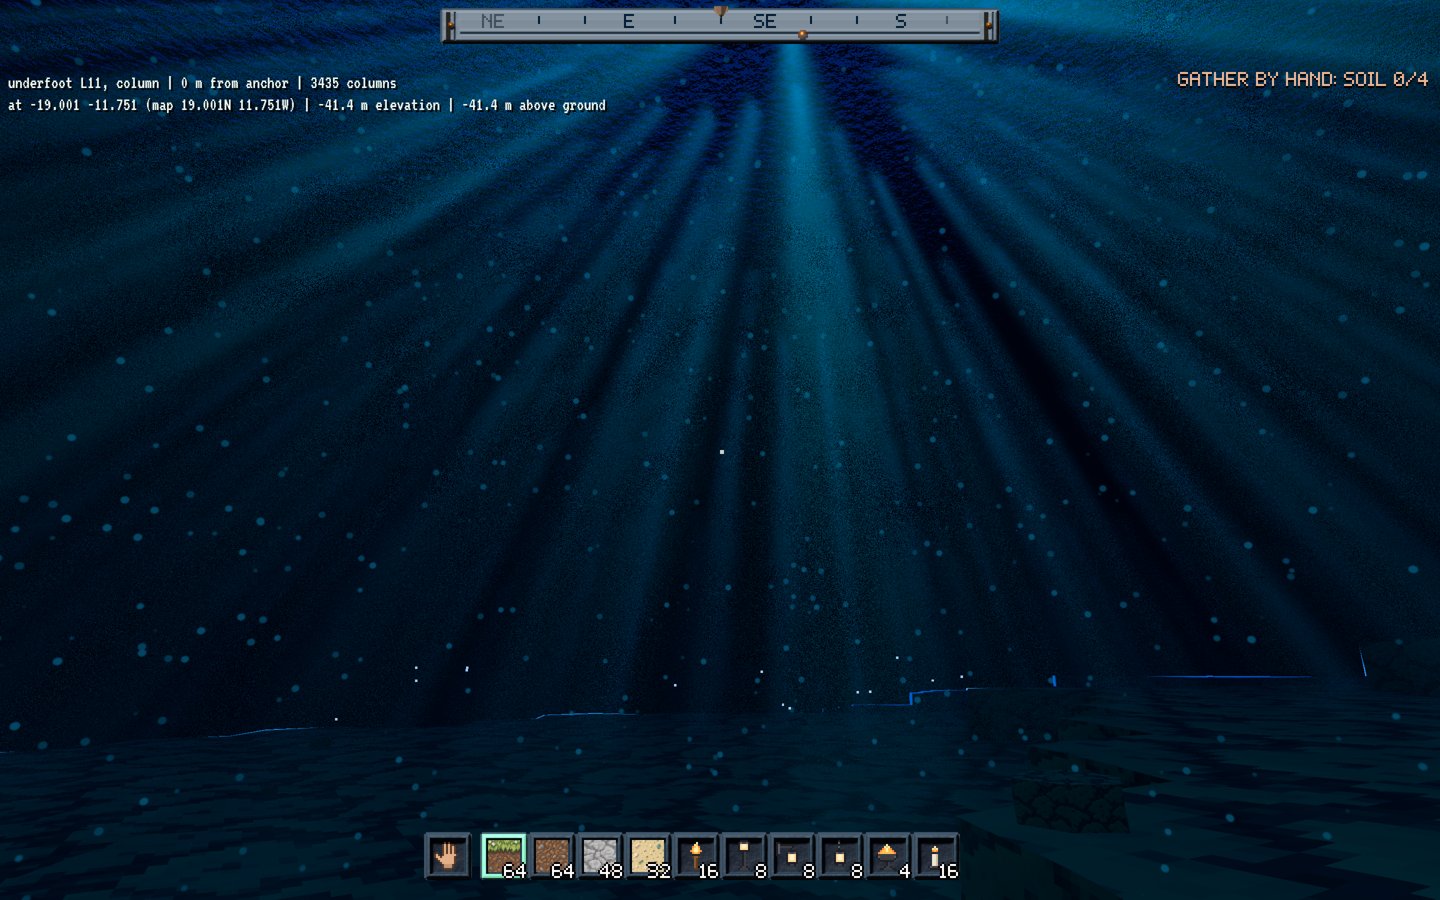 NE E SE S
underfoot L11, column | 0 m from anchor | 3435 columns
GATHER BY HAND: SOIL 0/4
at -19.001 -11.751 (map 19.001N 11.751W) | -41.4 m elevation | -41.4 m above ground
64 64 48 32 16 8 8 8 4 16